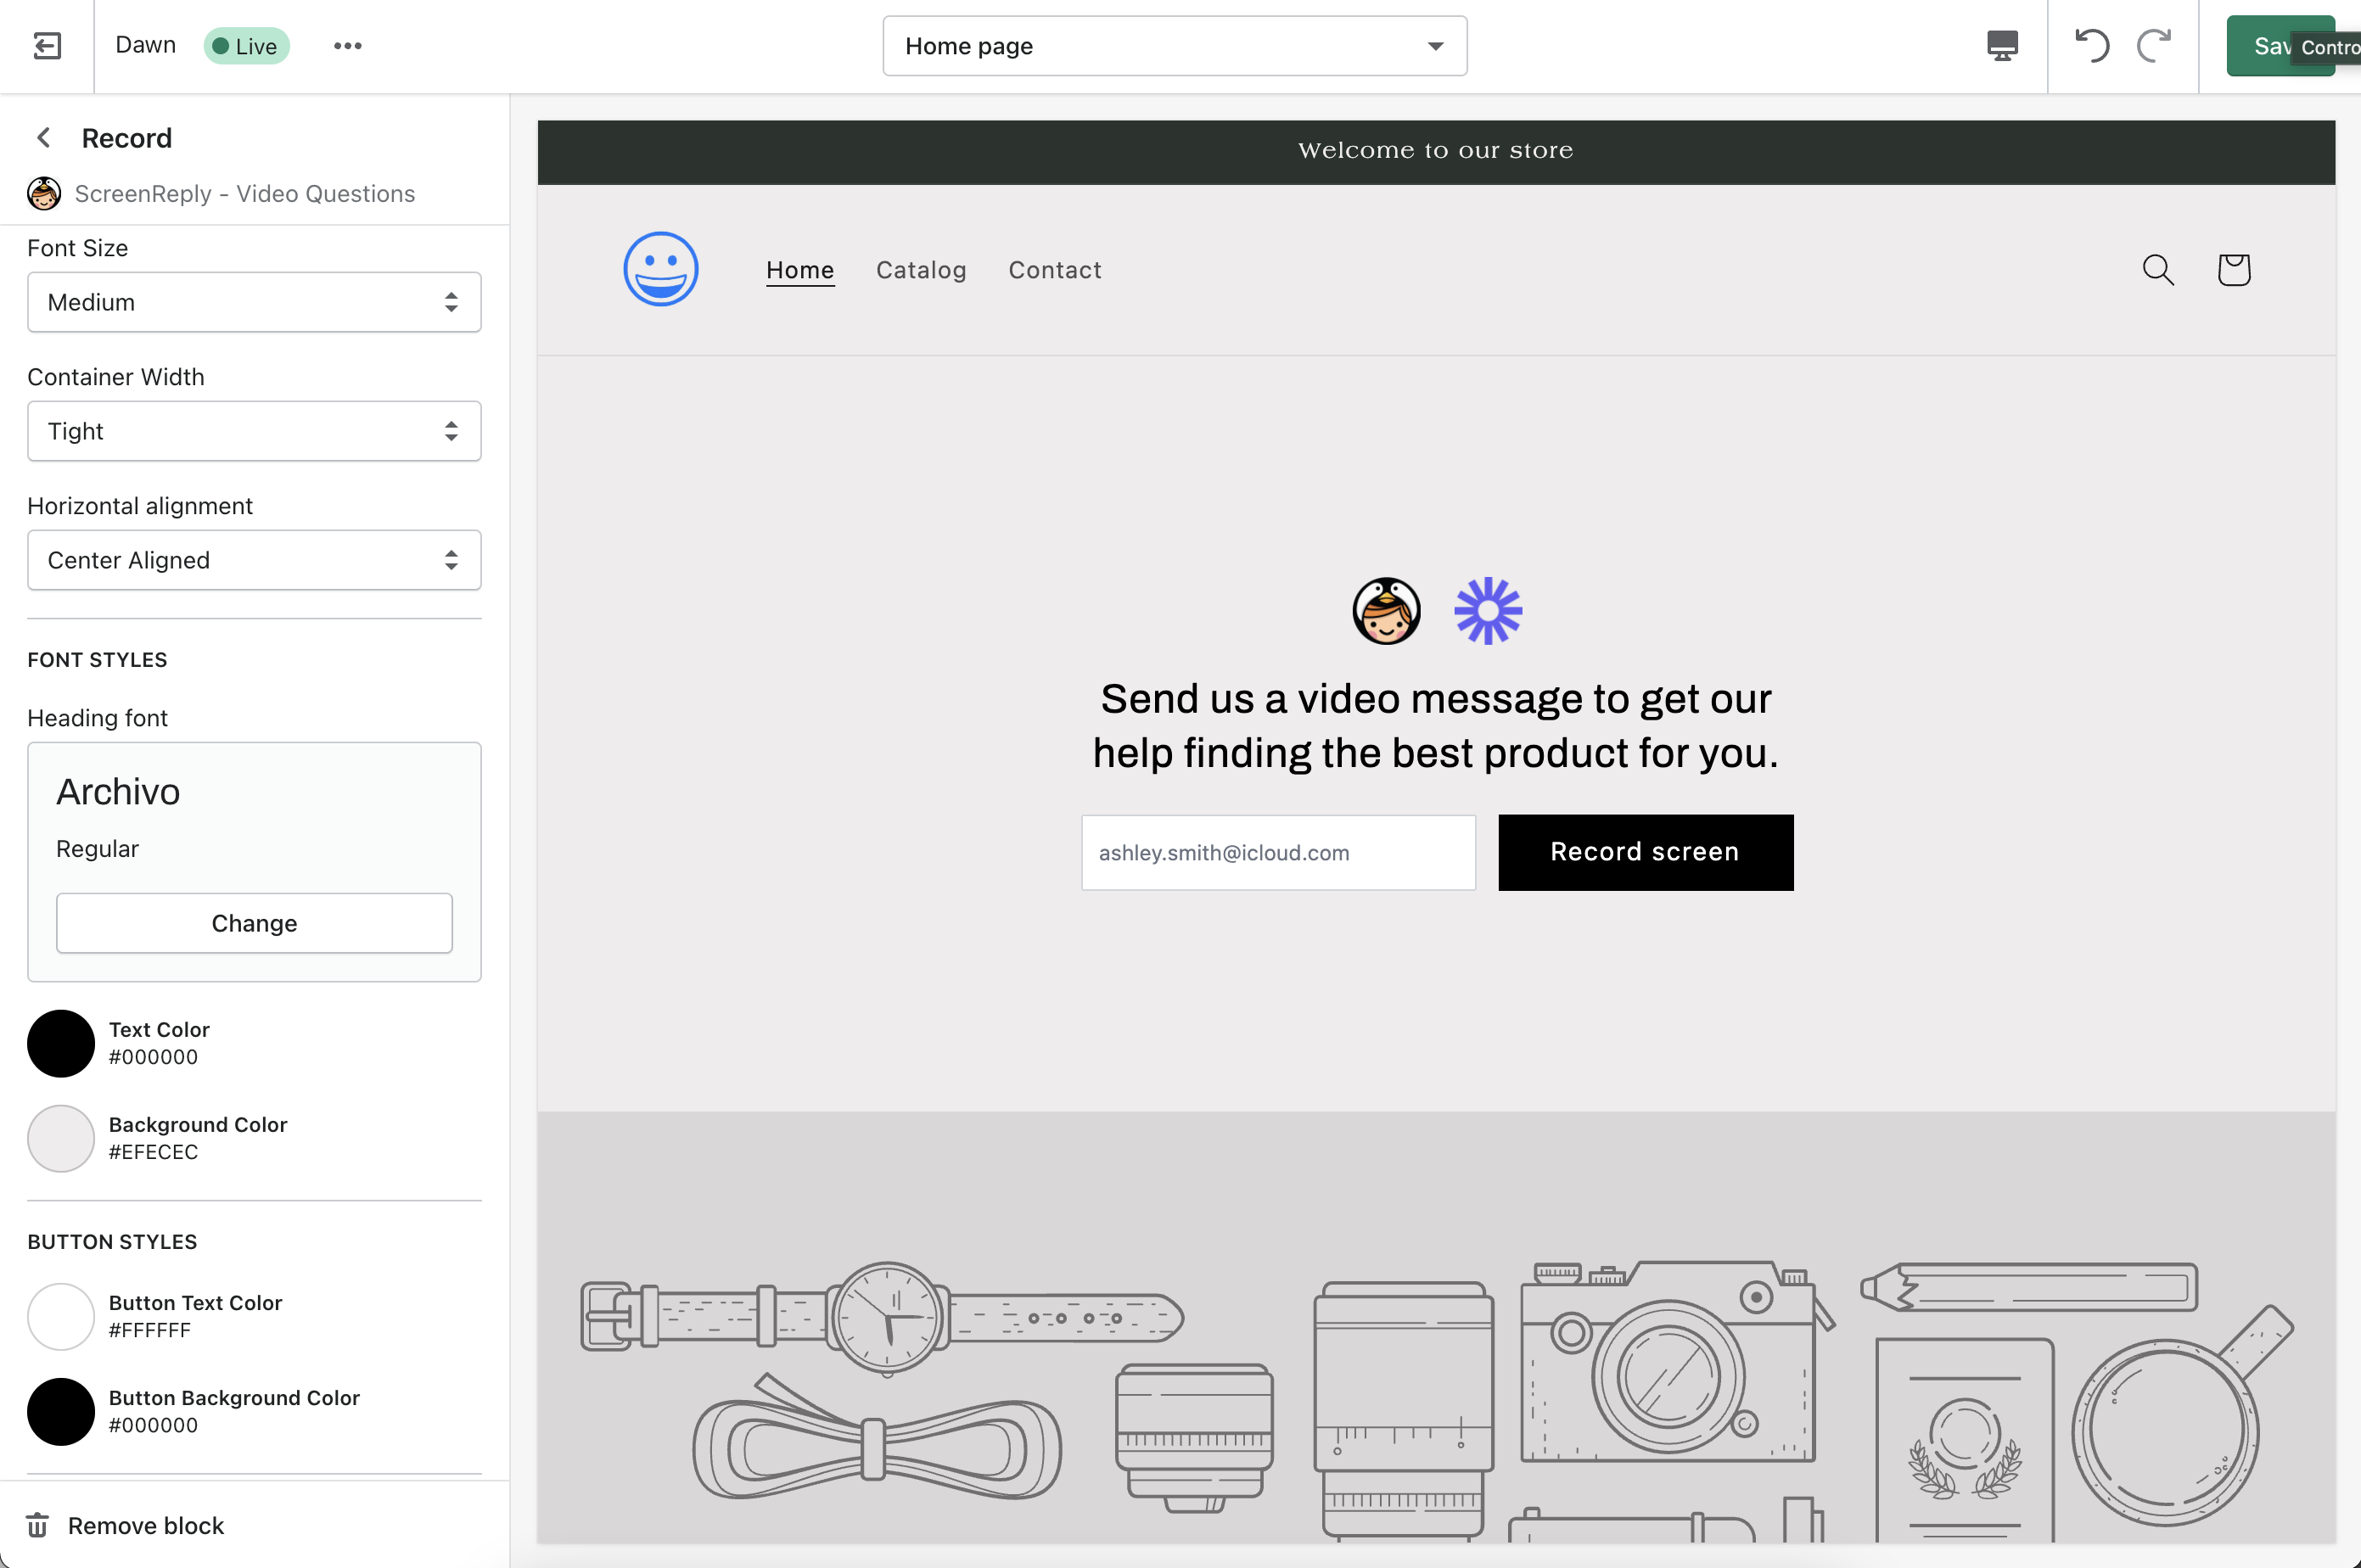 Dawn
Live
Home page
Sav
Contro
Record
ScreenReply - Video Questions
Font Size
Medium
Container Width
Tight
Horizontal alignment
Center Aligned
FONT STYLES
Heading font
Archivo
Regular
Change
Text Color
#000000
Background Color
#EFECEC
BUTTON STYLES
Button Text Color
#FFFFFF
Button Background Color
#000000
Remove block
Welcome to our store
Home Catalog Contact
Send us a video message to get our
help finding the best product for you.
ashley.smith@icloud.com
Record screen